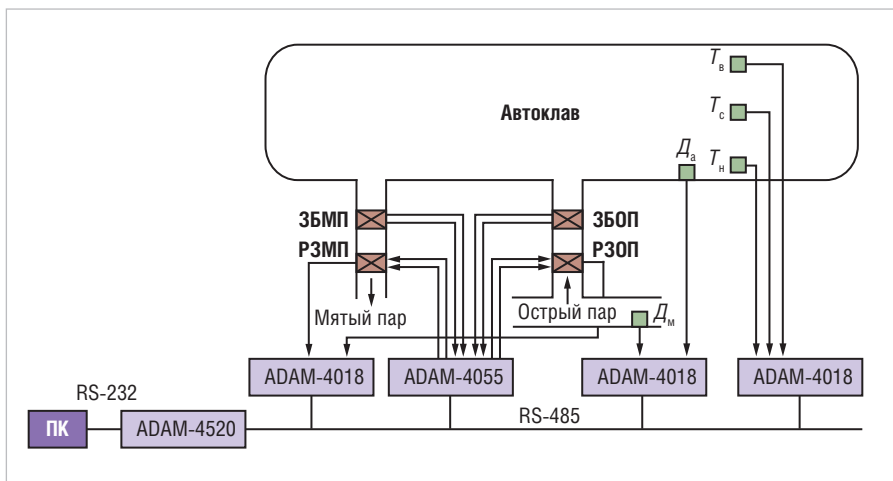 Tв
Автоклав
Tс
Да
Tн
ЗБМП
ЗБОП
РЗМП
РЗОП
Мятый пар
Острый пар
Дм
ADAM-4018
ADAM-4055
ADAM-4018
ADAM-4018
RS-232
RS-485
ПК
ADAM-4520